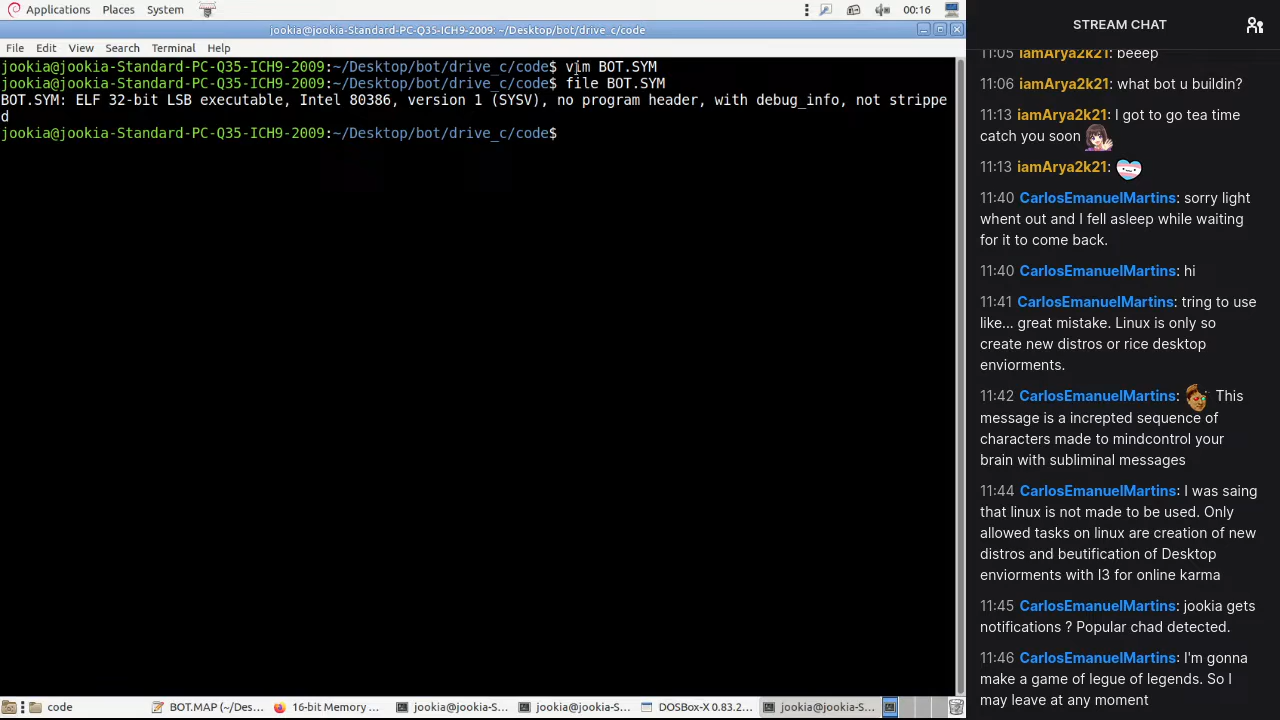 Applications Places System 00:16
jookia@jookia-Standard-PC-Q35-ICH9-2009: ~/Desktop/bot/drive_c/code
File Edit View Search Terminal Help
jookia@jookia-Standard-PC-Q35-ICH9-2009:~/Desktop/bot/drive_c/code$ vim BOT.SYM
jookia@jookia-Standard-PC-Q35-ICH9-2009:~/Desktop/bot/drive_c/code$ file BOT.SYM
BOT.SYM: ELF 32-bit LSB executable, Intel 80386, version 1 (SYSV), no program header, with debug_info, not strippe
d
jookia@jookia-Standard-PC-Q35-ICH9-2009:~/Desktop/bot/drive_c/code$
code BOT.MAP (~/Des... 16-bit Memory ... jookia@jookia-S... jookia@jookia-S... DOSBox-X 0.83.2... jookia@jookia-S...
STREAM CHAT
11:05 iamArya2k21: beeep
11:06 iamArya2k21: what bot u buildin?
11:13 iamArya2k21: I got to go tea time
catch you soon
11:13 iamArya2k21:
11:40 CarlosEmanuelMartins: sorry light
whent out and I fell asleep while waiting
for it to come back.
11:40 CarlosEmanuelMartins: hi
11:41 CarlosEmanuelMartins: tring to use
like... great mistake. Linux is only so
create new distros or rice desktop
enviorments.
11:42 CarlosEmanuelMartins: This
message is a increpted sequence of
characters made to mindcontrol your
brain with subliminal messages
11:44 CarlosEmanuelMartins: I was saing
that linux is not made to be used. Only
allowed tasks on linux are creation of new
distros and beutification of Desktop
enviorments with I3 for online karma
11:45 CarlosEmanuelMartins: jookia gets
notifications ? Popular chad detected.
11:46 CarlosEmanuelMartins: I'm gonna
make a game of legue of legends. So I
may leave at any moment